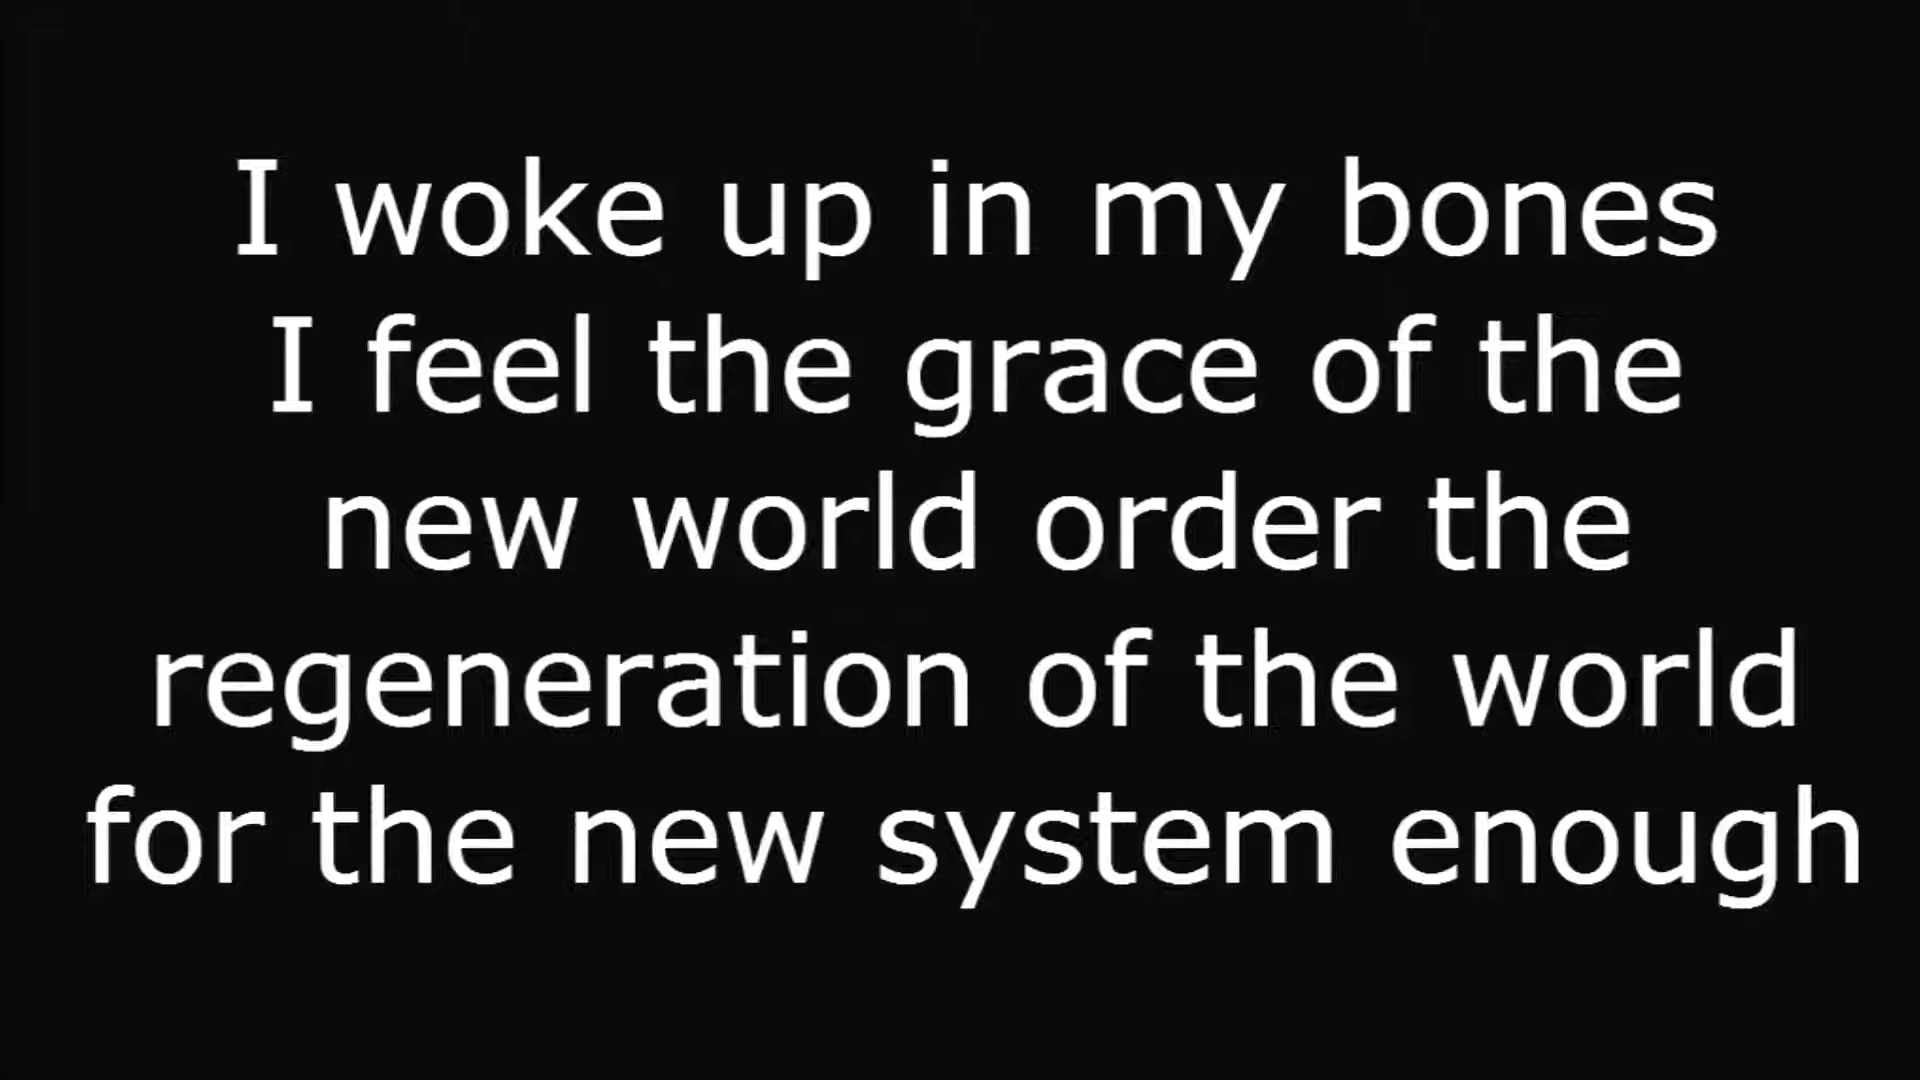 I woke up in my bones
I feel the grace of the
new world order the
regeneration of the world
for the new system enough